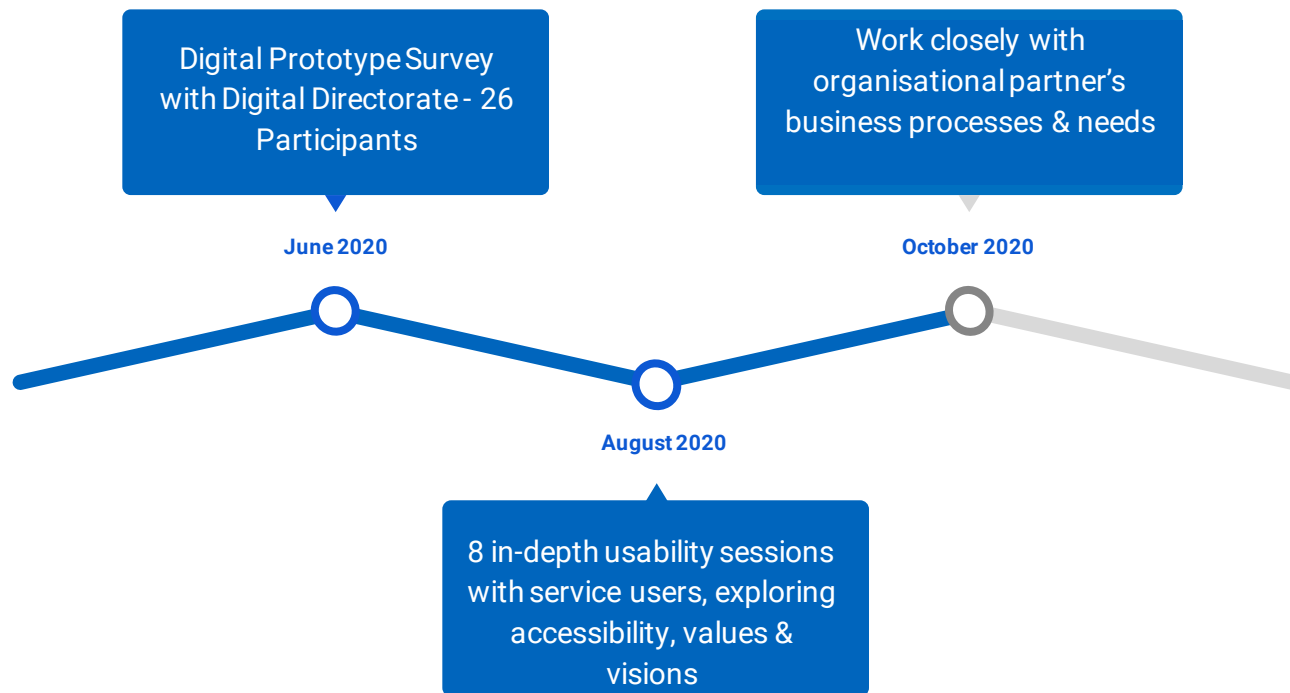 Digital Prototype Survey
with Digital Directorate - 26
Participants
June 2020
Work closely with
organisational partner's
business processes & needs
October 2020
August 2020
8 in-depth usability sessions
with service users, exploring
accessibility, values &
visions